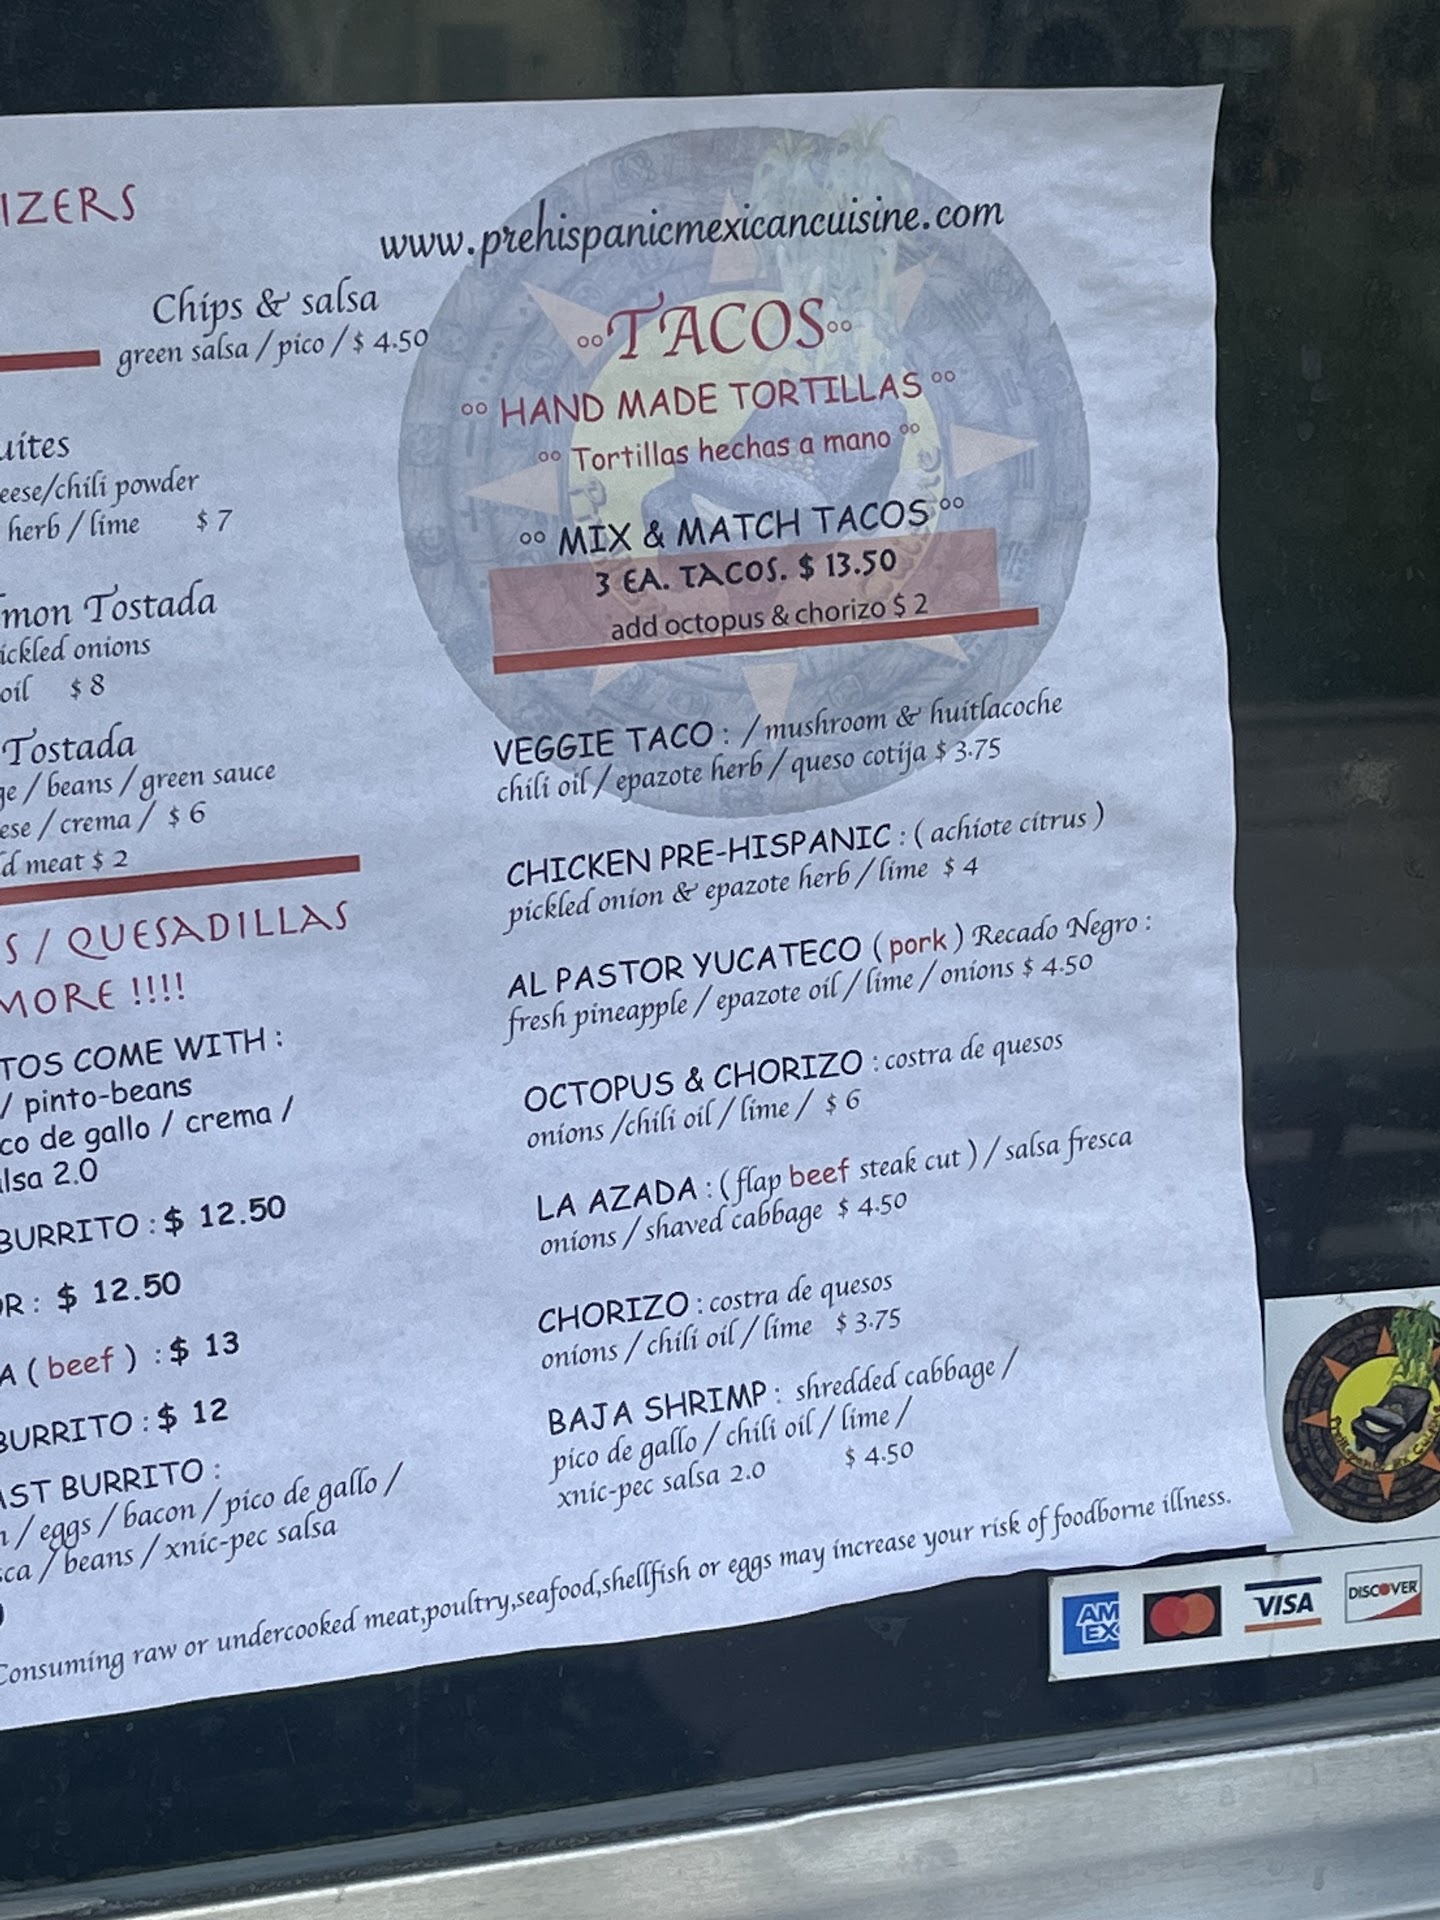 IZERS
Chips & salsa
green salsa / pico / $ 4.50
herb / lime $ 7
Tostada
ickled onions
oil $ 8
Tostada
/ beans / green sauce
/ crema / $ 6
meat $ 2
S / QUESADILLAS
MORE !!!!
TOS COME WITH :
/ pinto-beans
co de gallo / crema /
lsa 2.0
BURRITO : $ 12.50
R : $ 12.50
A ( beef ) : $ 13
BURRITO : $ 12
AST BURRITO :
/ eggs / bacon / pico de gallo /
/ beans / xnic-pec salsa
www.prehispanicmexicancuisine.com
°°TACOS°°
°° HAND MADE TORTILLAS °°
°° Tortillas hechas a mano °°
°° MIX & MATCH TACOS °°
3 EA. TACOS. $ 13.50
add octopus & chorizo $ 2
VEGGIE TACO : / mushroom & huitlacoche
chili oil / epazote herb / queso cotija $ 3.75
CHICKEN PRE-HISPANIC : ( achiote citrus )
pickled onion & epazote herb / lime $ 4
AL PASTOR YUCATECO ( pork ) Recado Negro :
fresh pineapple / epazote oil / lime / onions $ 4.50
OCTOPUS & CHORIZO : costra de quesos
onions /chili oil / lime / $ 6
LA AZADA : ( flap beef steak cut ) / salsa fresca
onions / shaved cabbage $ 4.50
CHORIZO : costra de quesos
onions / chili oil / lime $ 3.75
BAJA SHRIMP : shredded cabbage /
pico de gallo / chili oil / lime /
xnic-pec salsa 2.0 $ 4.50
Consuming raw or undercooked meat,poultry,seafood,shellfish or eggs may increase your risk of foodborne illness.
AM
EX
VISA
DISCOVER